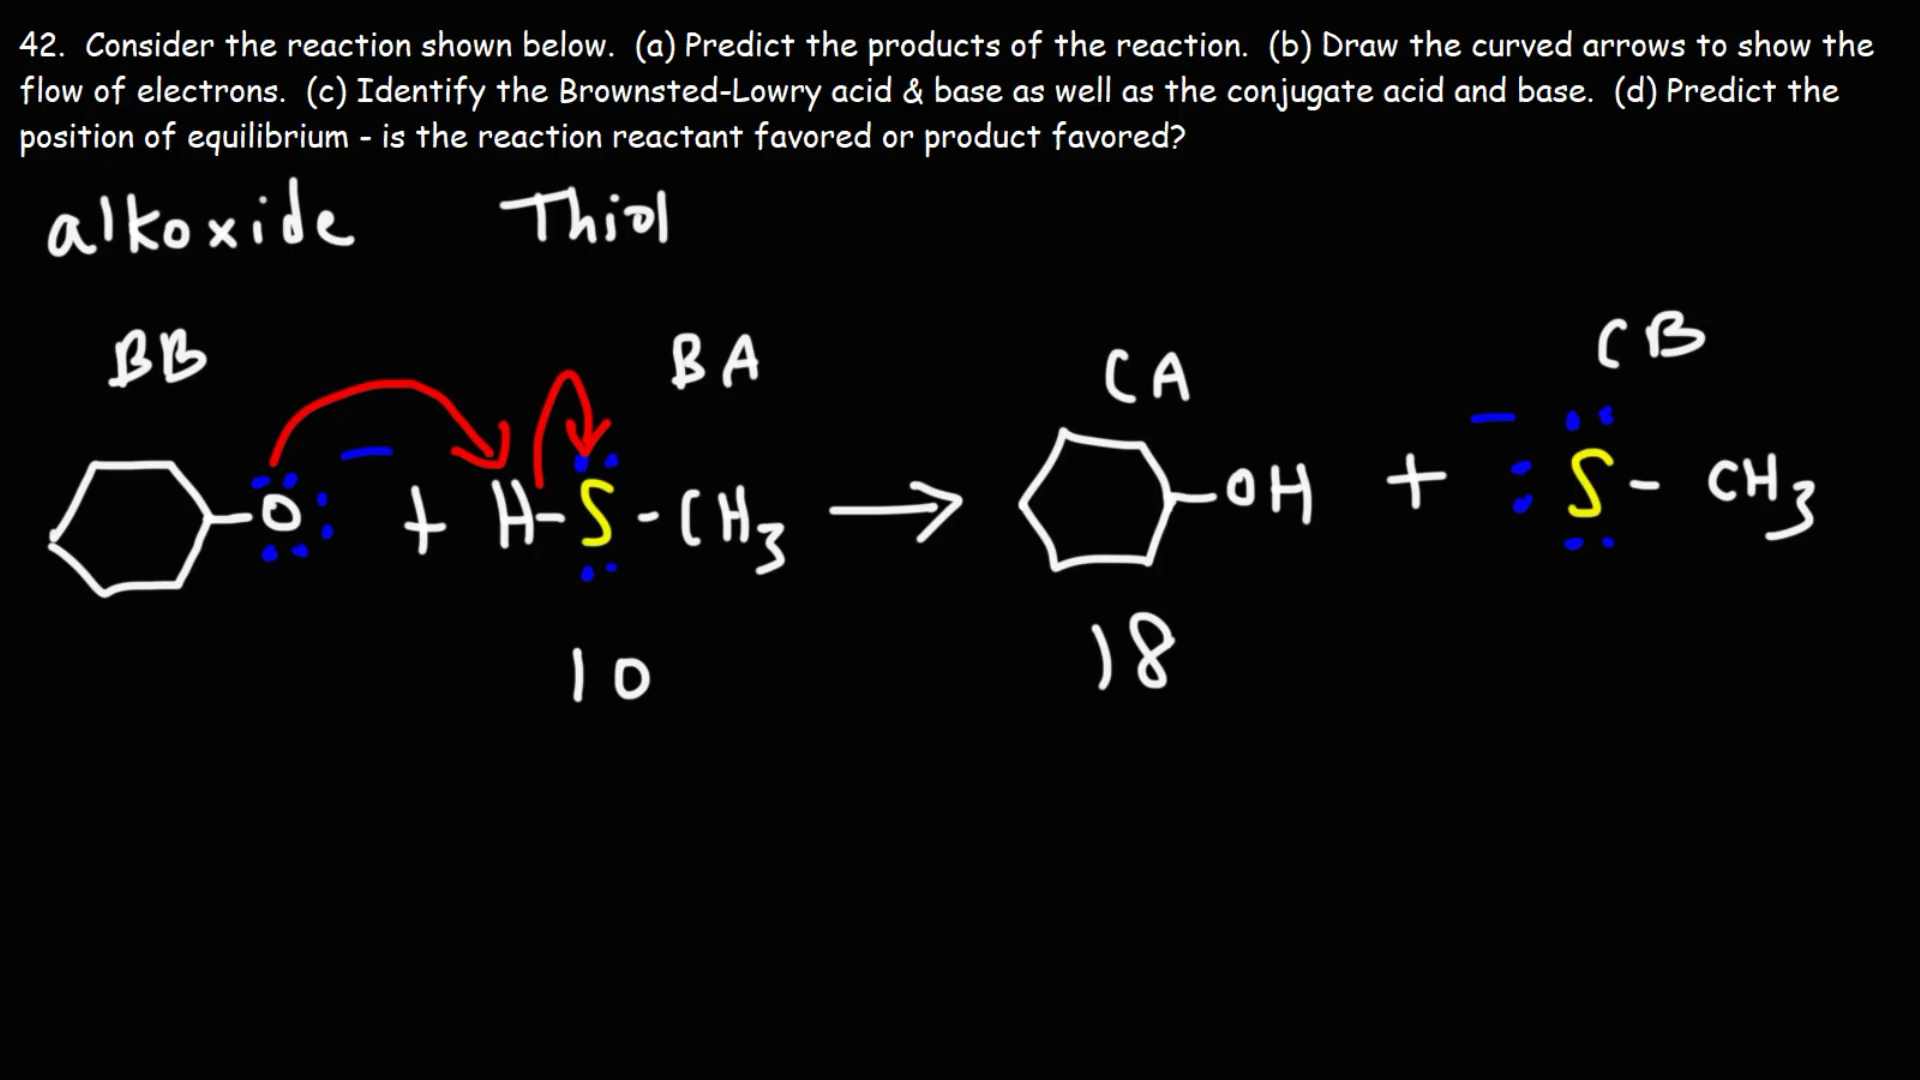 42. Consider the reaction shown below. (a) Predict the products of the reaction. (b) Draw the curved arrows to show the
flow of electrons. (c) Identify the Brownsted-Lowry acid & base as well as the conjugate acid and base. (d) Predict the
position of equilibrium - is the reaction reactant favored or product favored?
alkoxide Thiol
BB BA CA CB
O + H-S-CH3 → OH + S-CH3
10 18